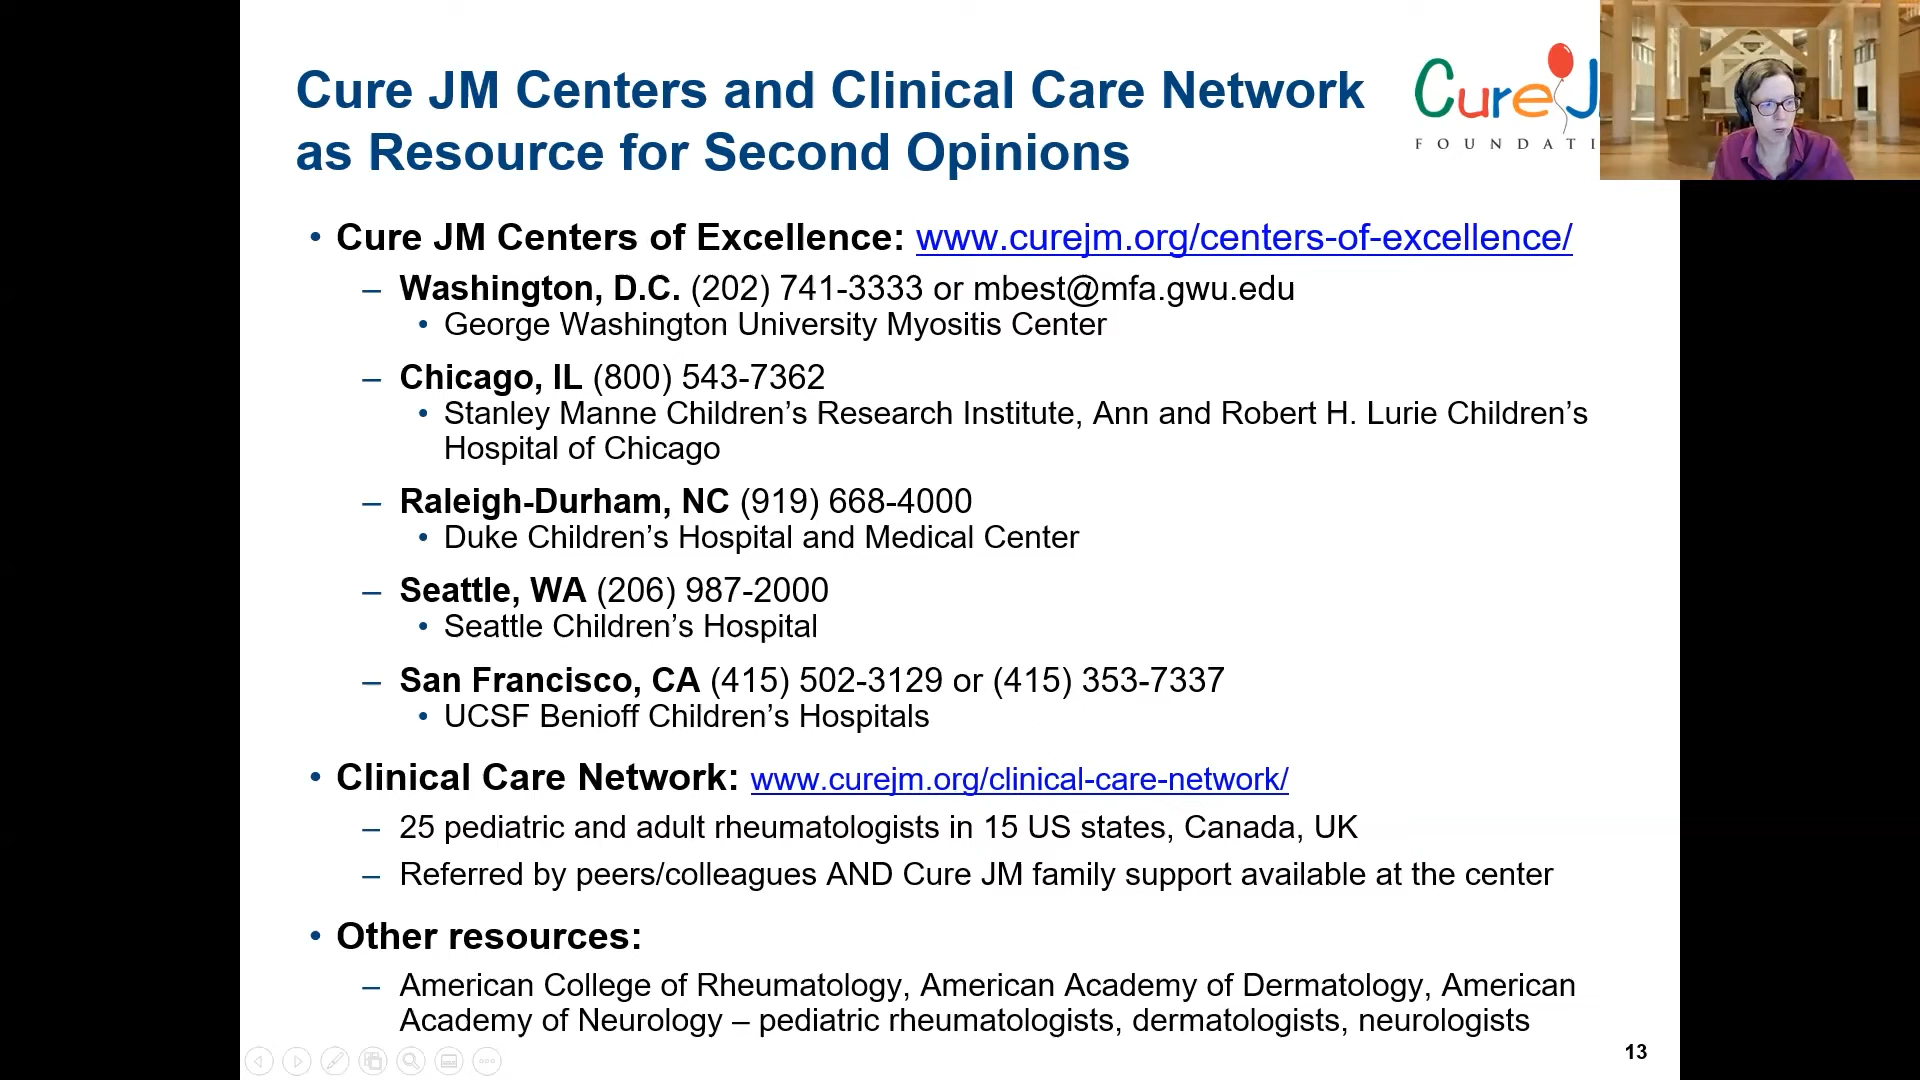 Cure JM Centers and Clinical Care Network
as Resource for Second Opinions
Cure J
FOUNDATI
• Cure JM Centers of Excellence: www.curejm.org/centers-of-excellence/
– Washington, D.C. (202) 741-3333 or mbest@mfa.gwu.edu
• George Washington University Myositis Center
– Chicago, IL (800) 543-7362
• Stanley Manne Children’s Research Institute, Ann and Robert H. Lurie Children’s
Hospital of Chicago
– Raleigh-Durham, NC (919) 668-4000
• Duke Children’s Hospital and Medical Center
– Seattle, WA (206) 987-2000
• Seattle Children’s Hospital
– San Francisco, CA (415) 502-3129 or (415) 353-7337
• UCSF Benioff Children’s Hospitals
• Clinical Care Network: www.curejm.org/clinical-care-network/
– 25 pediatric and adult rheumatologists in 15 US states, Canada, UK
– Referred by peers/colleagues AND Cure JM family support available at the center
• Other resources:
– American College of Rheumatology, American Academy of Dermatology, American
Academy of Neurology – pediatric rheumatologists, dermatologists, neurologists
13